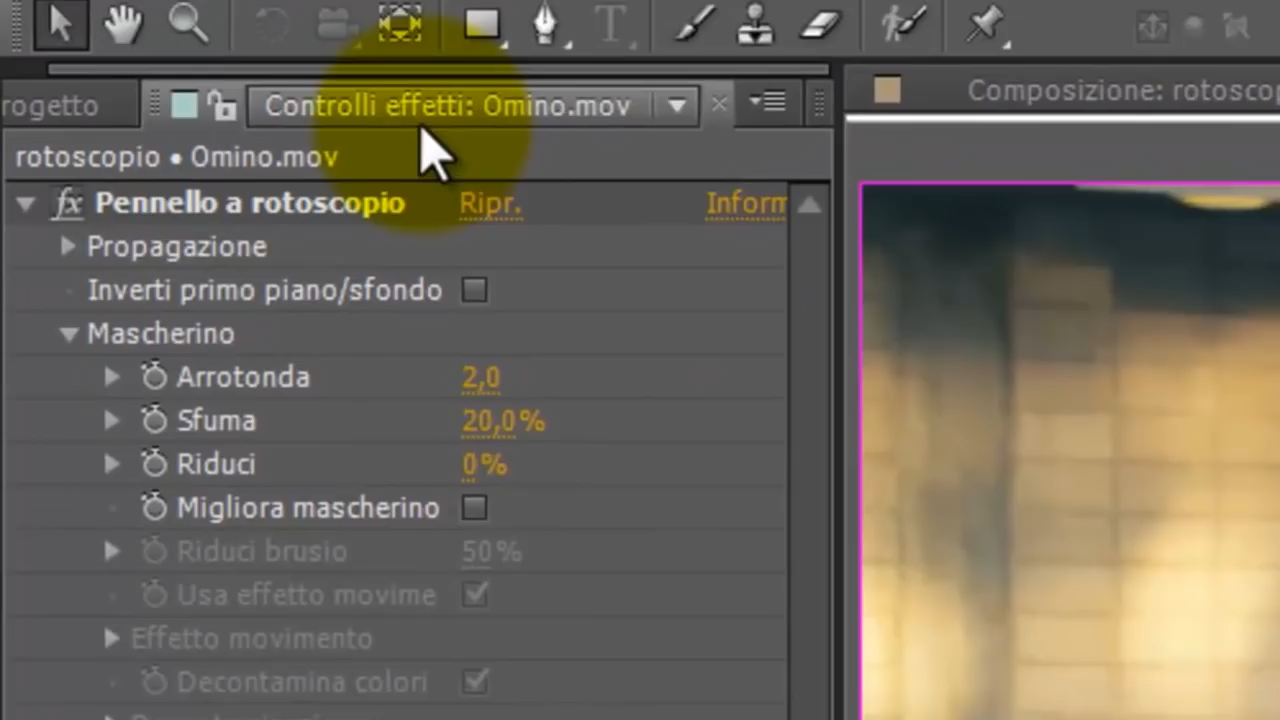 T
rogetto
Controlli effetti: Omino.mov
Composizione: rotoscop
rotoscopio • Omino.mov
fx Pennello a rotoscopio Ripr. Inform
Propagazione
Inverti primo piano/sfondo
Mascherino
Arrotonda 2,0
Sfuma 20,0%
Riduci 0%
Migliora mascherino
Riduci brusio 50%
Usa effetto movime
Effetto movimento
Decontamina colori